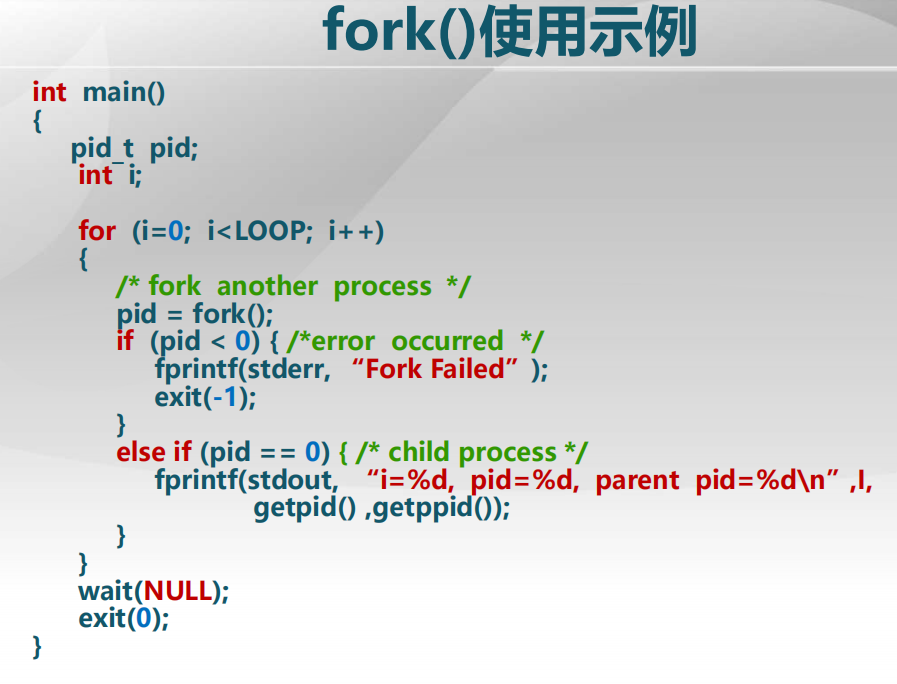 fork()使用示例
int main()
{
pid_t pid;
int i;
for (i=0; i<LOOP; i++)
{
/* fork another process */
pid = fork();
if (pid < 0) { /*error occurred */
fprintf(stderr, “Fork Failed” );
exit(-1);
}
else if (pid == 0) { /* child process */
fprintf(stdout, “i=%d, pid=%d, parent pid=%d\n” ,I,
getpid() ,getppid());
}
}
wait(NULL);
exit(0);
}